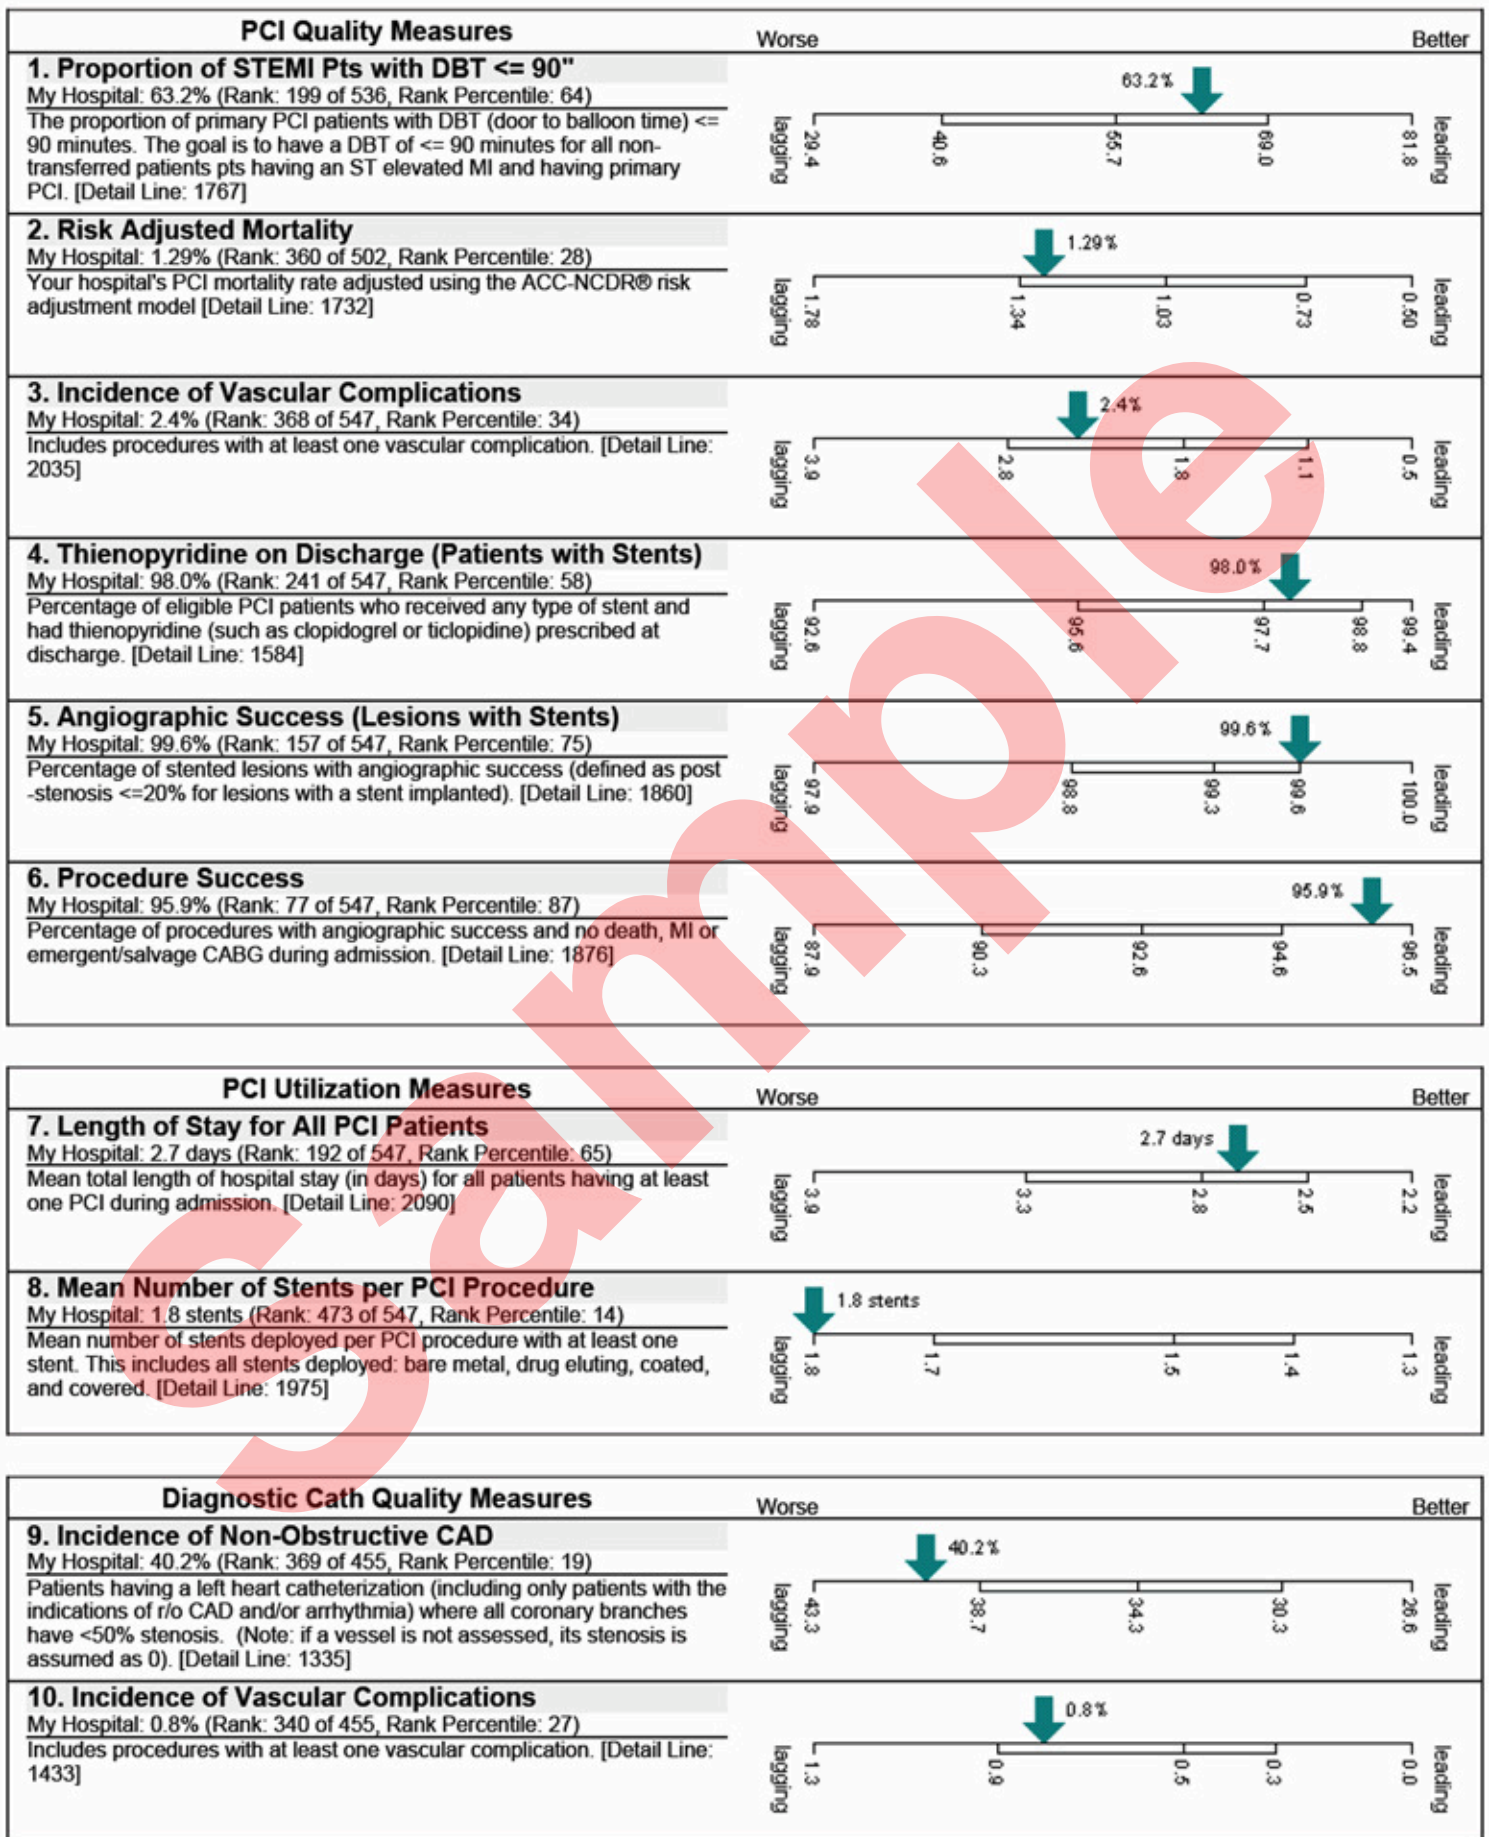 PCI Quality Measures
Worse
Better
1. Proportion of STEMI Pts with DBT <= 90"
My Hospital: 63.2% (Rank: 199 of 536, Rank Percentile: 64)
The proportion of primary PCI patients with DBT (door to balloon time) <=
90 minutes. The goal is to have a DBT of <= 90 minutes for all non-
transferred patients pts having an ST elevated MI and having primary
PCI. [Detail Line: 1767]
63.2%
lagging
29.4
40.6
55.7
69.0
81.8
leading
2. Risk Adjusted Mortality
My Hospital: 1.29% (Rank: 360 of 502, Rank Percentile: 28)
Your hospital's PCI mortality rate adjusted using the ACC-NCDR® risk
adjustment model [Detail Line: 1732]
1.29%
lagging
1.78
1.34
1.03
0.73
0.50
leading
3. Incidence of Vascular Complications
My Hospital: 2.4% (Rank: 368 of 547, Rank Percentile: 34)
Includes procedures with at least one vascular complication. [Detail Line:
2035]
2.4%
lagging
3.9
2.8
1.8
1.1
0.5
leading
4. Thienopyridine on Discharge (Patients with Stents)
My Hospital: 98.0% (Rank: 241 of 547, Rank Percentile: 58)
Percentage of eligible PCI patients who received any type of stent and
had thienopyridine (such as clopidogrel or ticlopidine) prescribed at
discharge. [Detail Line: 1584]
98.0%
lagging
92.6
95.6
97.7
98.8
99.4
leading
5. Angiographic Success (Lesions with Stents)
My Hospital: 99.6% (Rank: 157 of 547, Rank Percentile: 75)
Percentage of stented lesions with angiographic success (defined as post
-stenosis <=20% for lesions with a stent implanted). [Detail Line: 1860]
99.6%
lagging
97.9
98.8
99.3
99.6
100.0
leading
6. Procedure Success
My Hospital: 95.9% (Rank: 77 of 547, Rank Percentile: 87)
Percentage of procedures with angiographic success and no death, MI or
emergent/salvage CABG during admission. [Detail Line: 1876]
95.9%
lagging
87.9
90.3
92.6
94.6
96.5
leading
PCI Utilization Measures
Worse
Better
7. Length of Stay for All PCI Patients
My Hospital: 2.7 days (Rank: 192 of 547, Rank Percentile: 65)
Mean total length of hospital stay (in days) for all patients having at least
one PCI during admission. [Detail Line: 2090]
2.7 days
lagging
3.9
3.3
2.8
2.5
2.2
leading
8. Mean Number of Stents per PCI Procedure
My Hospital: 1.8 stents (Rank: 473 of 547, Rank Percentile: 14)
Mean number of stents deployed per PCI procedure with at least one
stent. This includes all stents deployed: bare metal, drug eluting, coated,
and covered. [Detail Line: 1975]
1.8 stents
lagging
1.8
1.7
1.5
1.4
1.3
leading
Diagnostic Cath Quality Measures
Worse
Better
9. Incidence of Non-Obstructive CAD
My Hospital: 40.2% (Rank: 369 of 455, Rank Percentile: 19)
Patients having a left heart catheterization (including only patients with the
indications of r/o CAD and/or arrhythmia) where all coronary branches
have <50% stenosis. (Note: if a vessel is not assessed, its stenosis is
assumed as 0). [Detail Line: 1335]
40.2%
lagging
43.3
38.7
34.3
30.3
26.6
leading
10. Incidence of Vascular Complications
My Hospital: 0.8% (Rank: 340 of 455, Rank Percentile: 27)
Includes procedures with at least one vascular complication. [Detail Line:
1433]
0.8%
lagging
1.3
0.9
0.5
0.3
0.0
leading
Sample